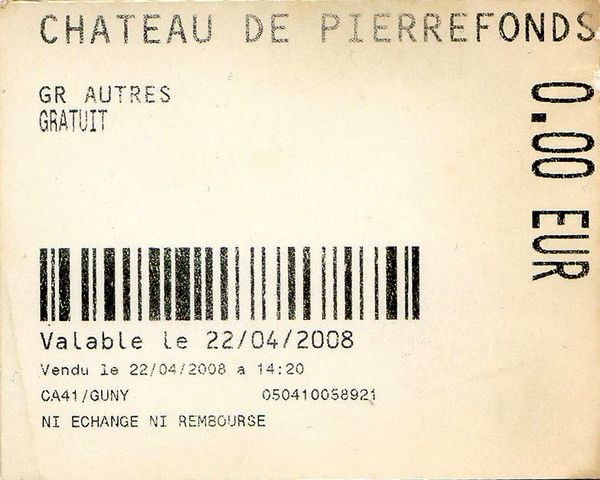 CHATEAU DE PIERREFONDS
GR AUTRES
GRATUIT
0.00 EUR
Valable le 22/04/2008
Vendu le 22/04/2008 a 14:20
CA41/GUNY 050410058921
NI ECHANGE NI REMBOURSE